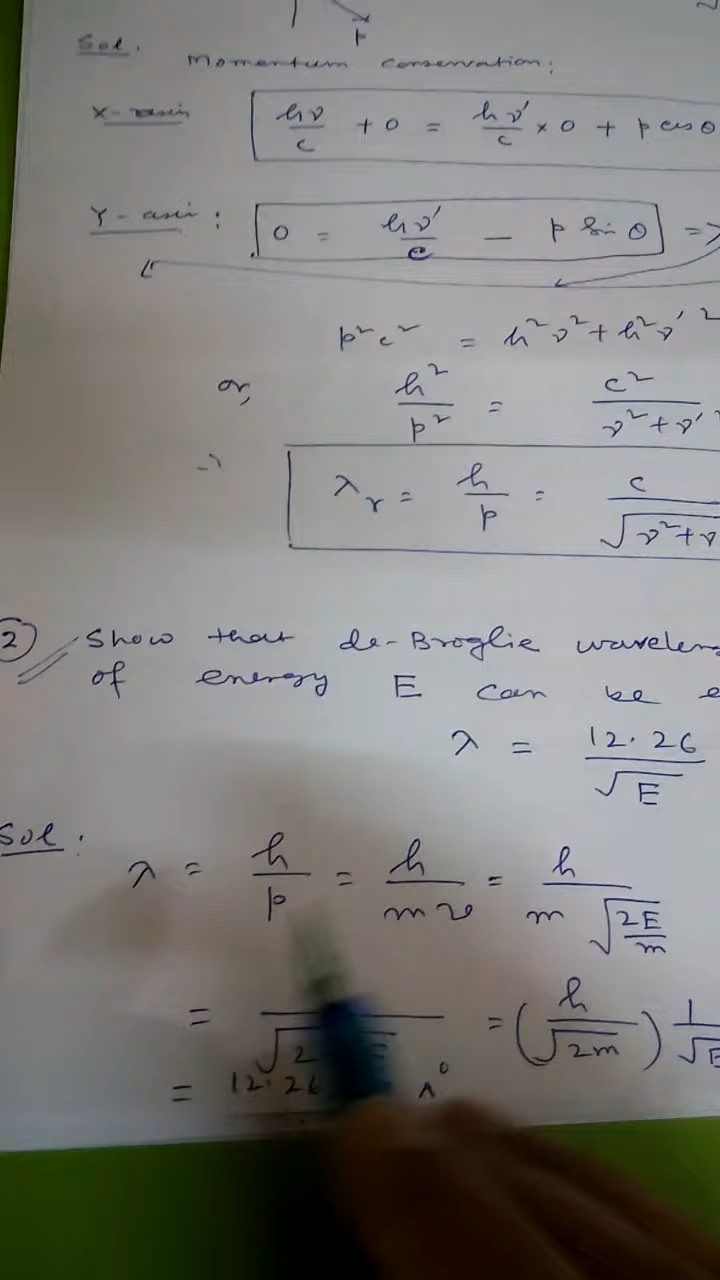 p
Sol. Momentum conservation:
X-axis hν/c + 0 = hν'/c × 0 + p cos θ
Y-axis: 0 = hν'/c − p sin θ ⇒
p²c² = h²ν² + h²ν'²
or, h²/p² = c²/ν² + ν'
⇒ λr = h/p = c/√ν² + ν
2) Show that de-Broglie
of energy E can be
λ = 12.26/√E
Sol. λ = h/p = h/mv = h/m√2E/m
= √2 = (h/√2m) 1/√E
= 12.26 A°